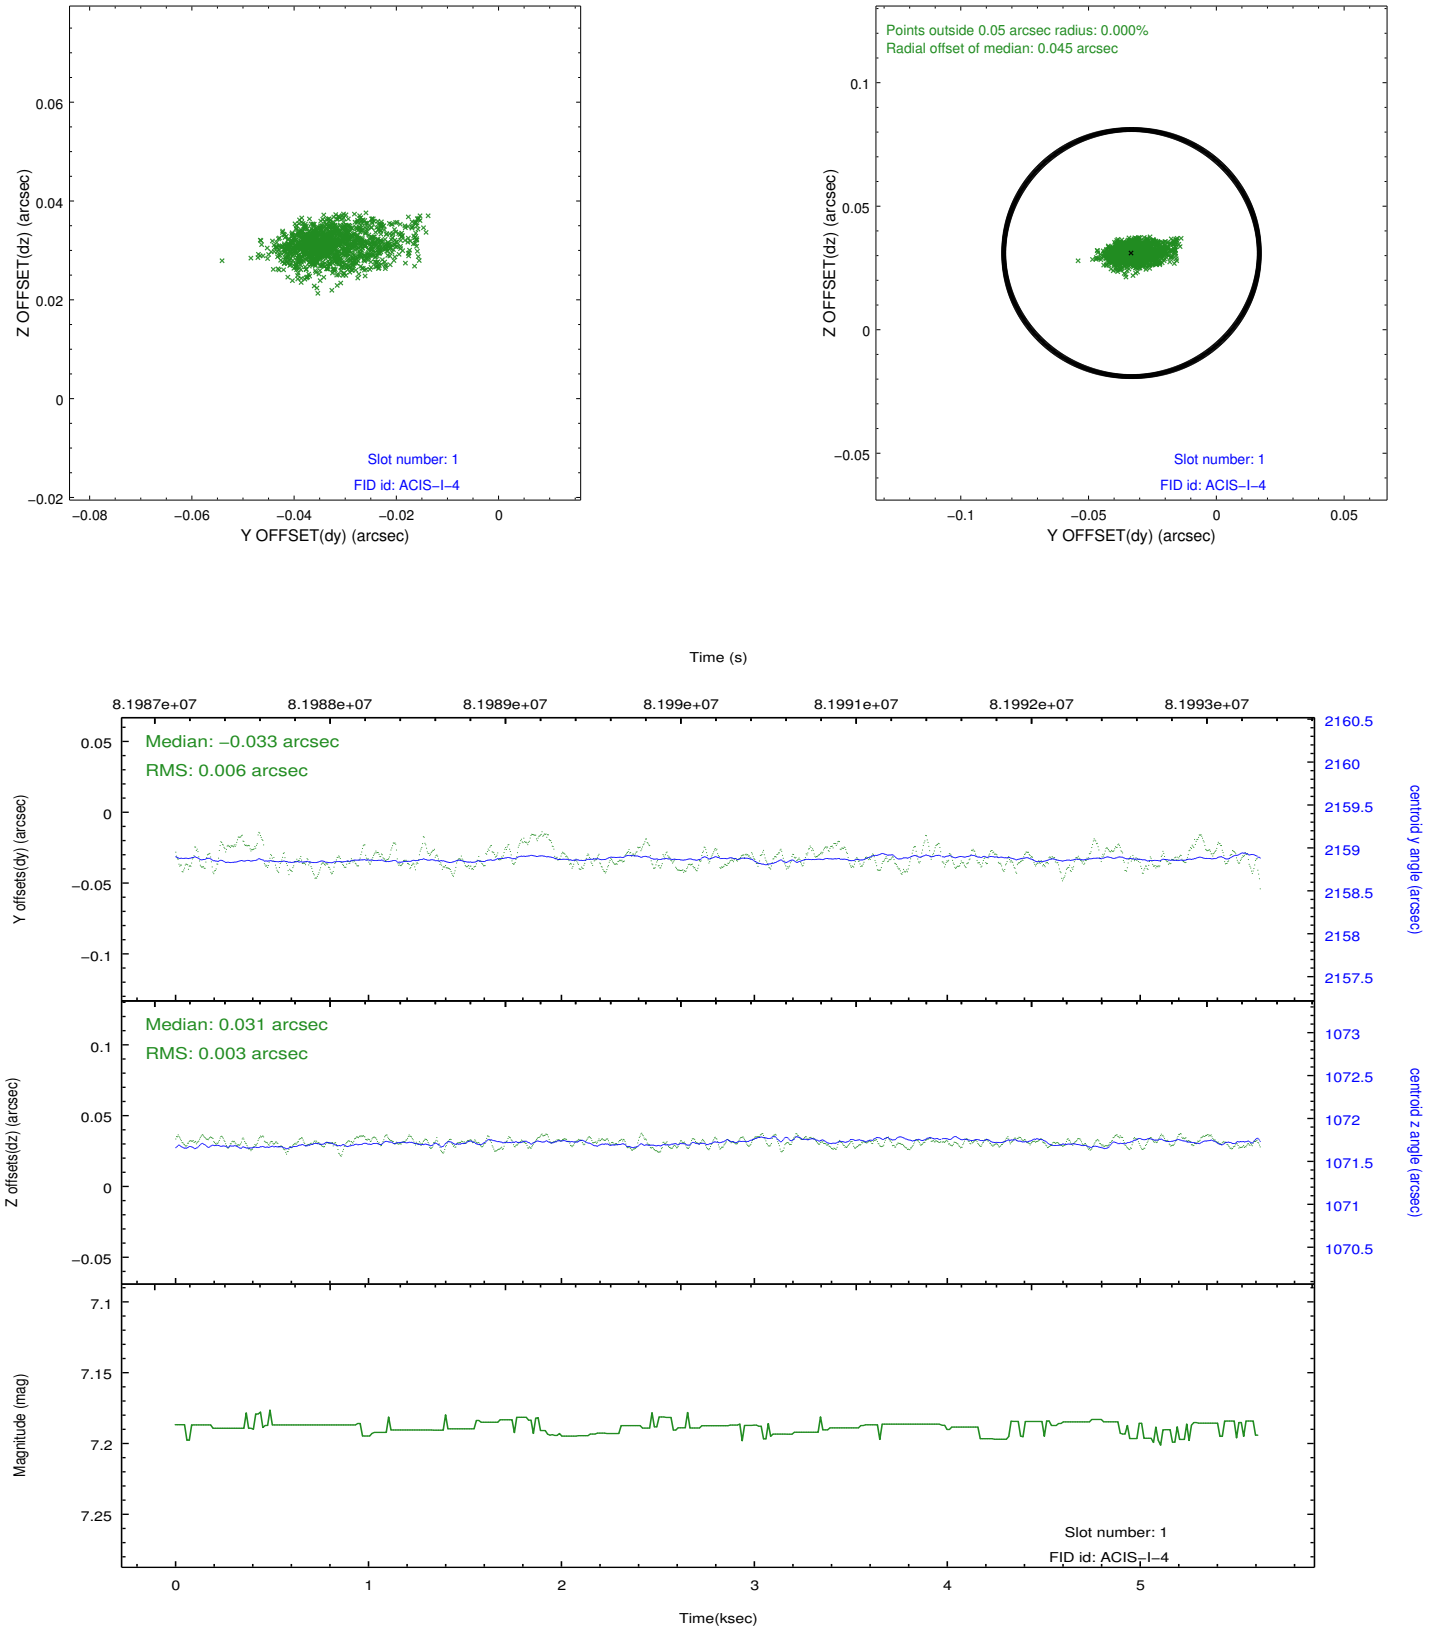 0.06
0.04
0.02
0
−0.02
−0.08
−0.06
−0.04
−0.02
0
Z OFFSET(dz) (arcsec)
Y OFFSET(dy) (arcsec)
Slot number: 1
FID id: ACIS−I−4
Points outside 0.05 arcsec radius: 0.000%
Radial offset of median: 0.045 arcsec
0.1
0.05
0
−0.05
−0.1
−0.05
0
0.05
Z OFFSET(dz) (arcsec)
Y OFFSET(dy) (arcsec)
Slot number: 1
FID id: ACIS−I−4
Time (s)
8.1987e+07
8.1988e+07
8.1989e+07
8.199e+07
8.1991e+07
8.1992e+07
8.1993e+07
Median: −0.033 arcsec
RMS: 0.006 arcsec
0.05
0
−0.05
−0.1
Y offsets(dy) (arcsec)
2160.5
2160
2159.5
2159
2158.5
2158
2157.5
centroid y angle (arcsec)
Median: 0.031 arcsec
RMS: 0.003 arcsec
0.1
0.05
0
−0.05
Z offsets(dz) (arcsec)
1073
1072.5
1072
1071.5
1071
1070.5
centroid z angle (arcsec)
7.1
7.15
7.2
7.25
Magnitude (mag)
Slot number: 1
FID id: ACIS−I−4
0
1
2
3
4
5
Time(ksec)